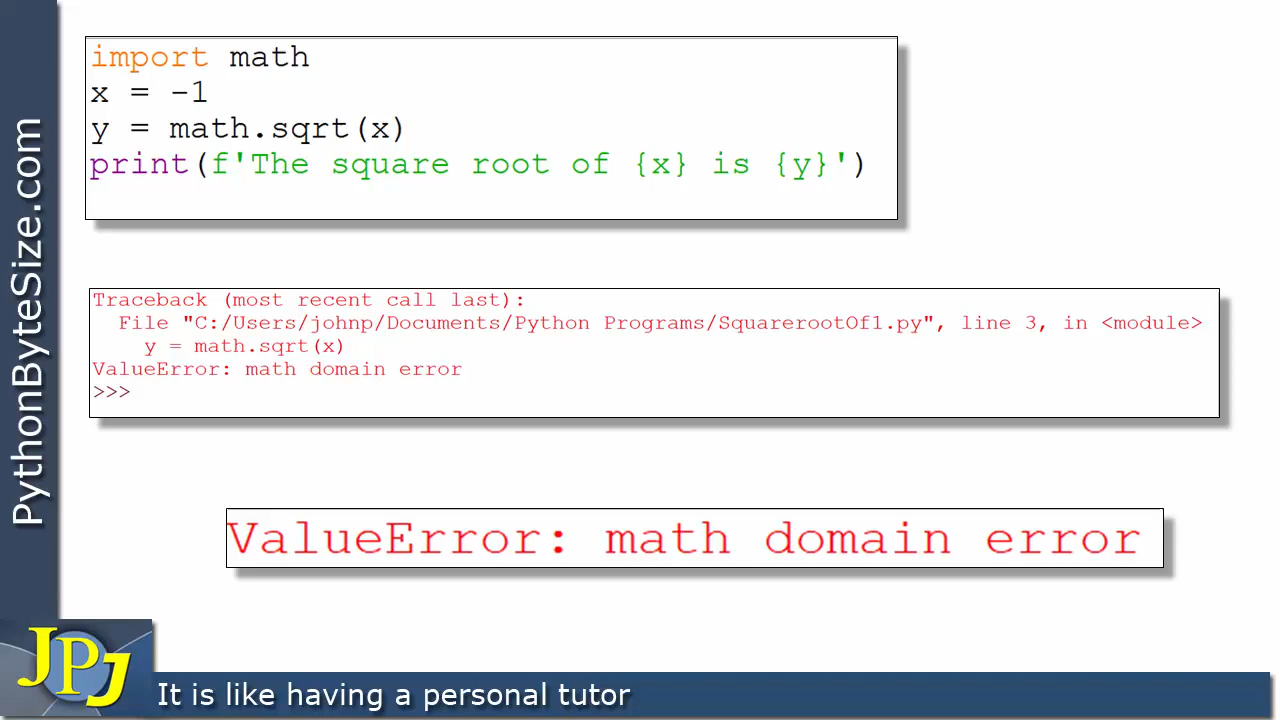 PythonByteSize.com
import math
x = -1
y = math.sqrt(x)
print(f'The square root of {x} is {y}')
Traceback (most recent call last):
  File "C:/Users/johnp/Documents/Python Programs/SquarerootOf1.py", line 3, in <module>
    y = math.sqrt(x)
ValueError: math domain error
>>>
ValueError: math domain error
JPJ
It is like having a personal tutor